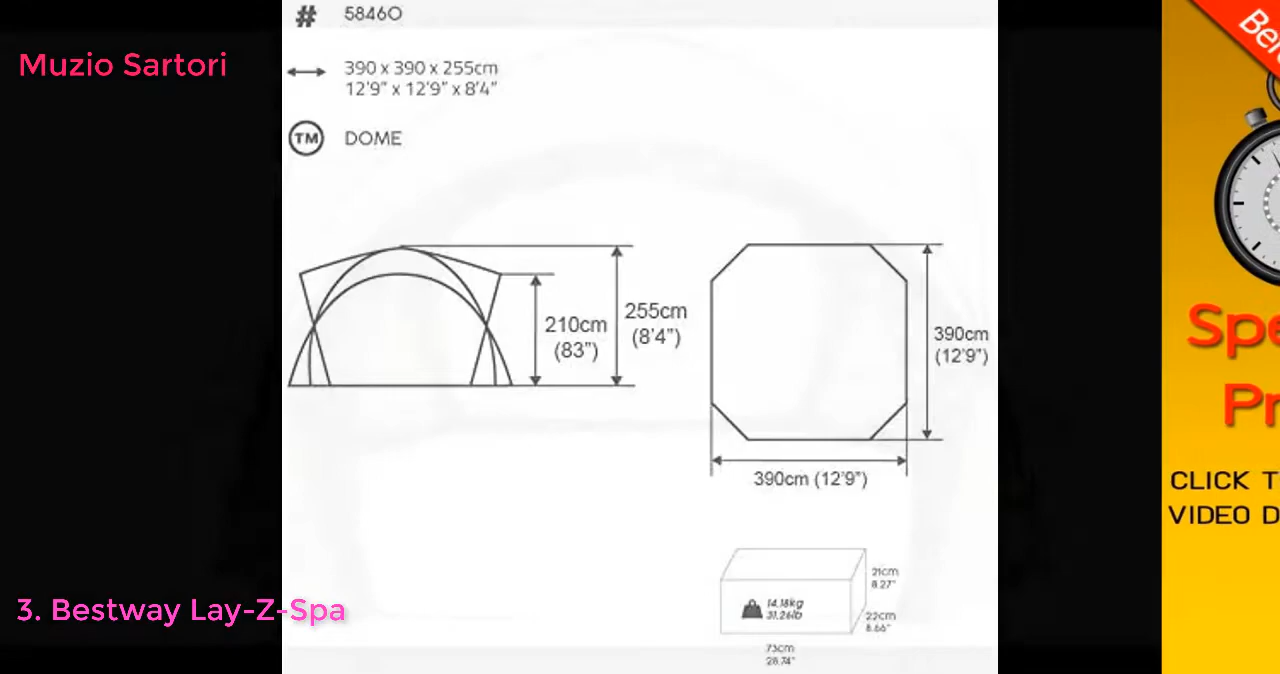 # 58460
Muzio Sartori
390 x 390 x 255cm
12'9" x 12'9" x 8'4"
TM DOME
210cm
(83")
255cm
(8'4")
390cm
(12'9")
390cm (12'9")
21cm
8.27"
14.18kg
31.26lb
22cm
8.66"
73cm
28.74"
3. Bestway Lay-Z-Spa
CLICK
VIDEO